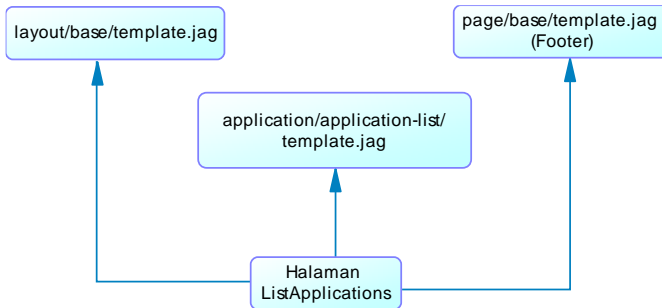 layout/base/template.jag
page/base/template.jag
(Footer)
application/application-list/
template.jag
Halaman
ListApplications